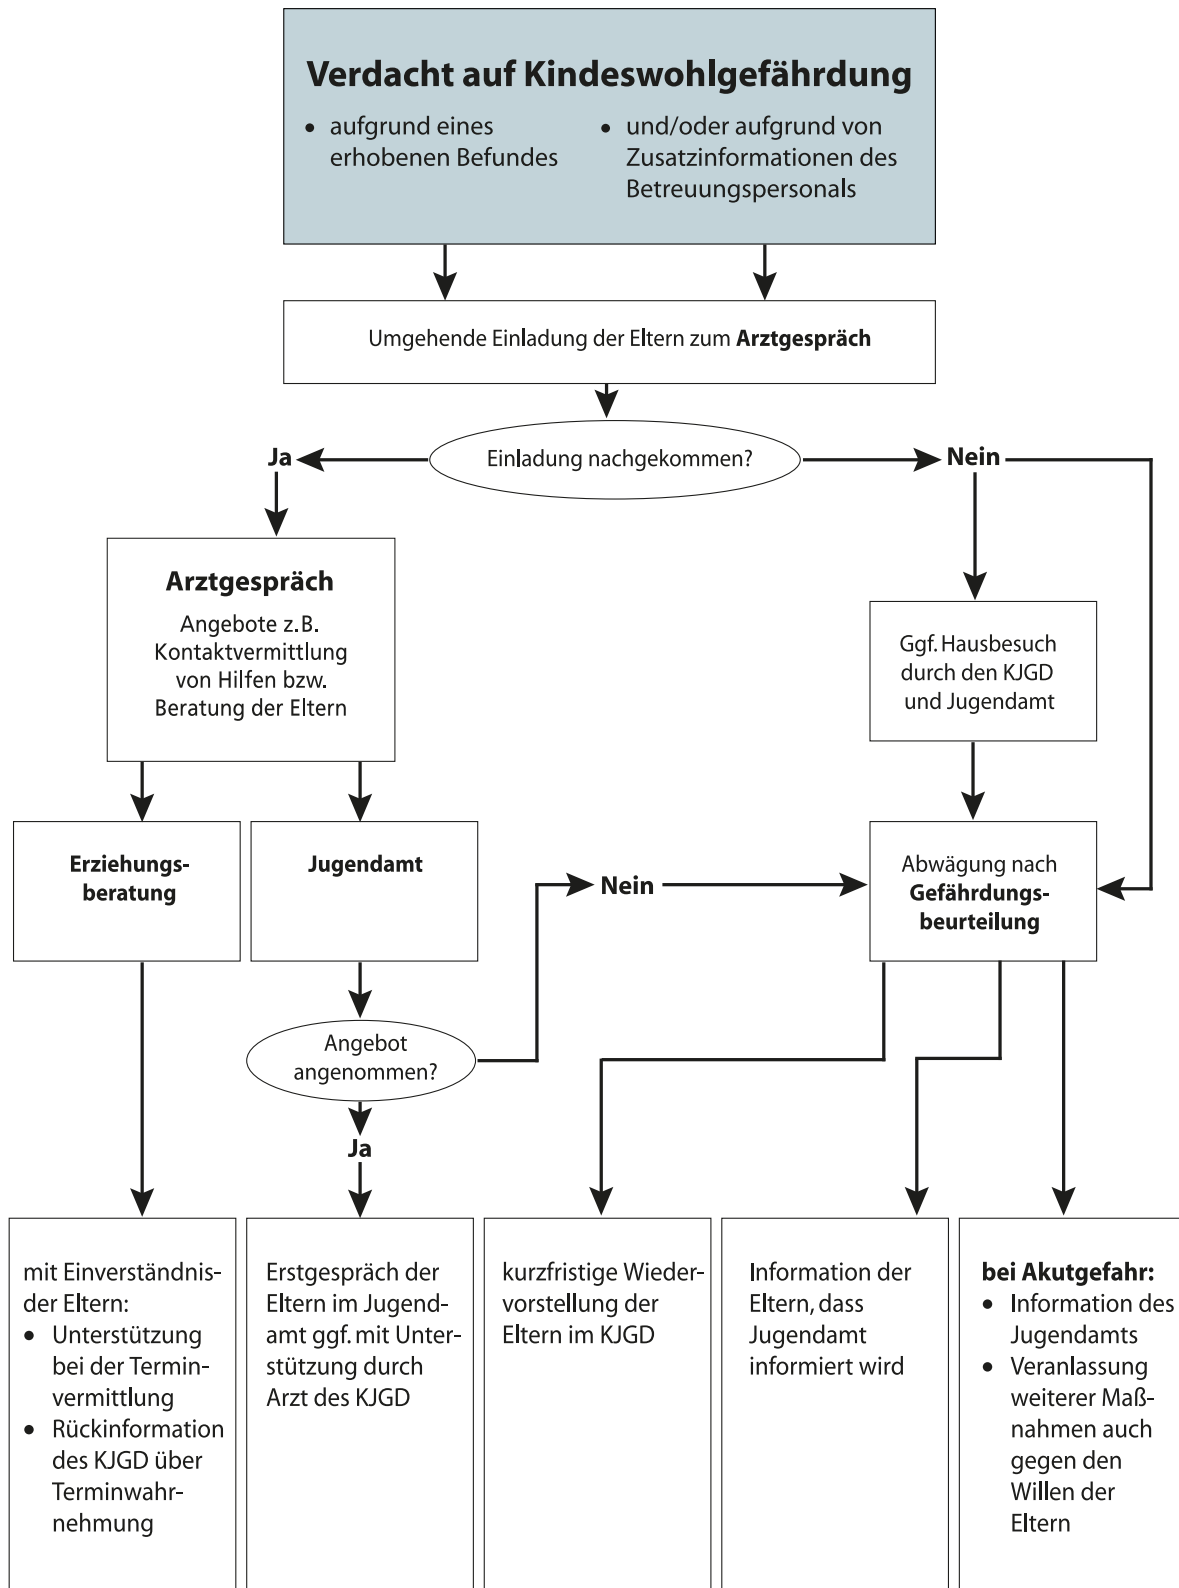 Verdacht auf Kindeswohlgefährdung
• aufgrund eines
erhobenen Befundes
• und/oder aufgrund von
Zusatzinformationen des
Betreuungspersonals
Umgehende Einladung der Eltern zum Arztgespräch
Einladung nachgekommen?
Ja
Nein
Arztgespräch
Angebote z.B.
Kontaktvermittlung
von Hilfen bzw.
Beratung der Eltern
Ggf. Hausbesuch
durch den KJGD
und Jugendamt
Erziehungs-
beratung
Jugendamt
Nein
Abwägung nach
Gefährdungs-
beurteilung
Angebot
angenommen?
Ja
mit Einverständnis-
der Eltern:
• Unterstützung
bei der Termin-
vermittlung
• Rückinformation
des KJGD über
Terminwahr-
nehmung
Erstgespräch der
Eltern im Jugend-
amt ggf. mit Unter-
stützung durch
Arzt des KJGD
kurzfristige Wieder-
vorstellung der
Eltern im KJGD
Information der
Eltern, dass
Jugendamt
informiert wird
bei Akutgefahr:
• Information des
Jugendamts
• Veranlassung
weiterer Maß-
nahmen auch
gegen den
Willen der
Eltern